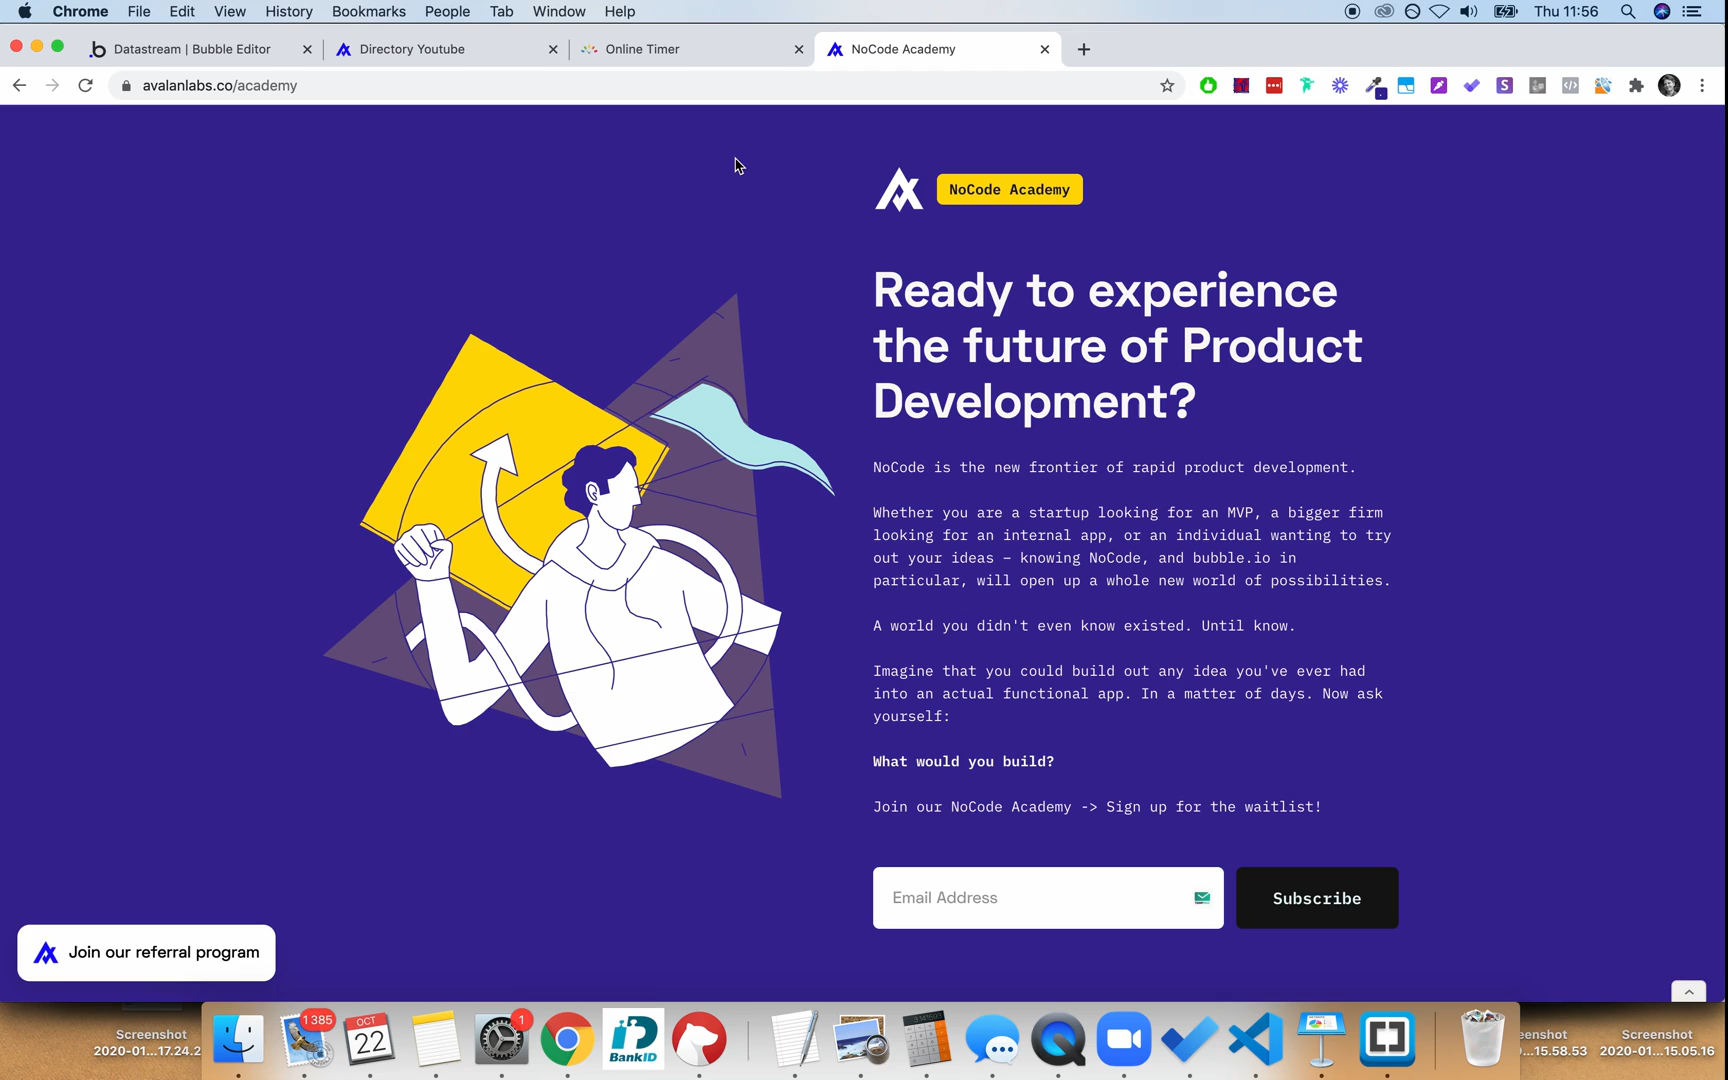 Chrome File Edit View History Bookmarks People Tab Window Help Thu 11:56
Datastream | Bubble Editor Directory Youtube Online Timer NoCode Academy
avalanlabs.co/academy
NoCode Academy
Ready to experience
the future of Product
Development?
NoCode is the new frontier of rapid product development.
Whether you are a startup looking for an MVP, a bigger firm
looking for an internal app, or an individual wanting to try
out your ideas – knowing NoCode, and bubble.io in
particular, will open up a whole new world of possibilities.
A world you didn't even know existed. Until know.
Imagine that you could build out any idea you've ever had
into an actual functional app. In a matter of days. Now ask
yourself:
What would you build?
Join our NoCode Academy -> Sign up for the waitlist!
Email Address
Subscribe
Join our referral program
1 385
OCT
22
1
BankID
Screenshot
2020-01...17.24.2
eenshot
...15.58.53
Screenshot
2020-01...15.05.16